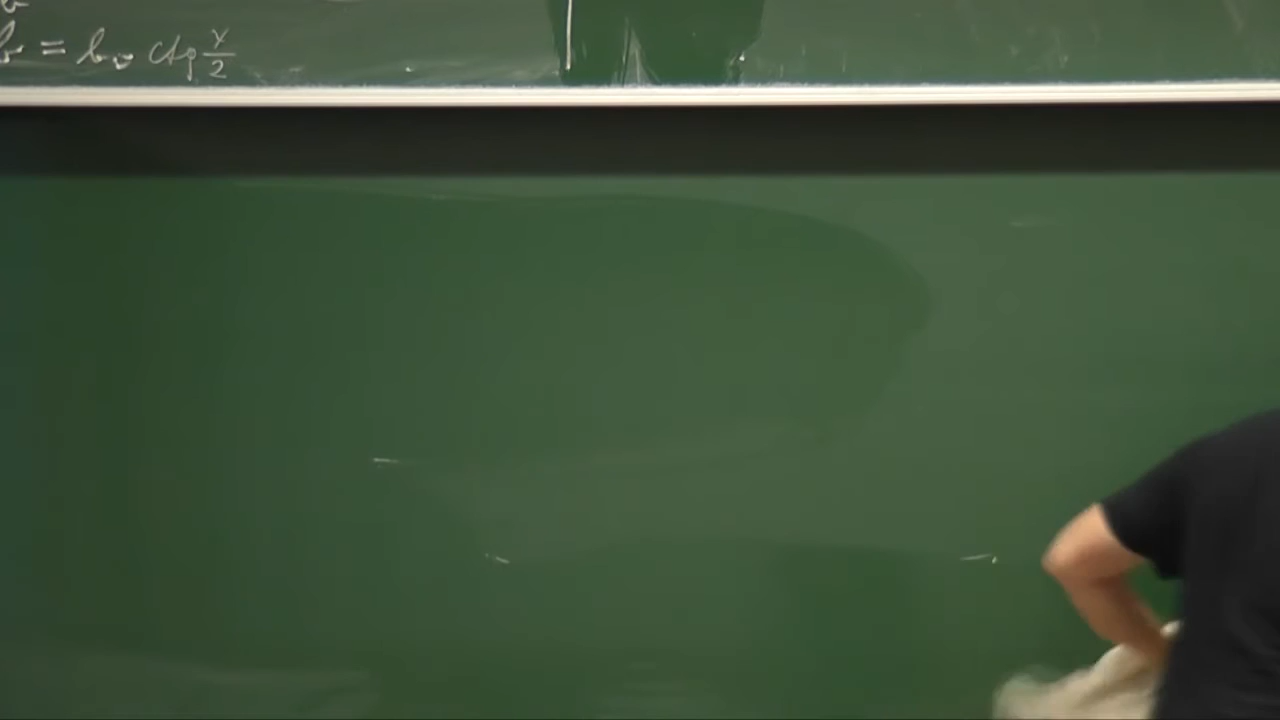 b = b₀ ctg γ/2